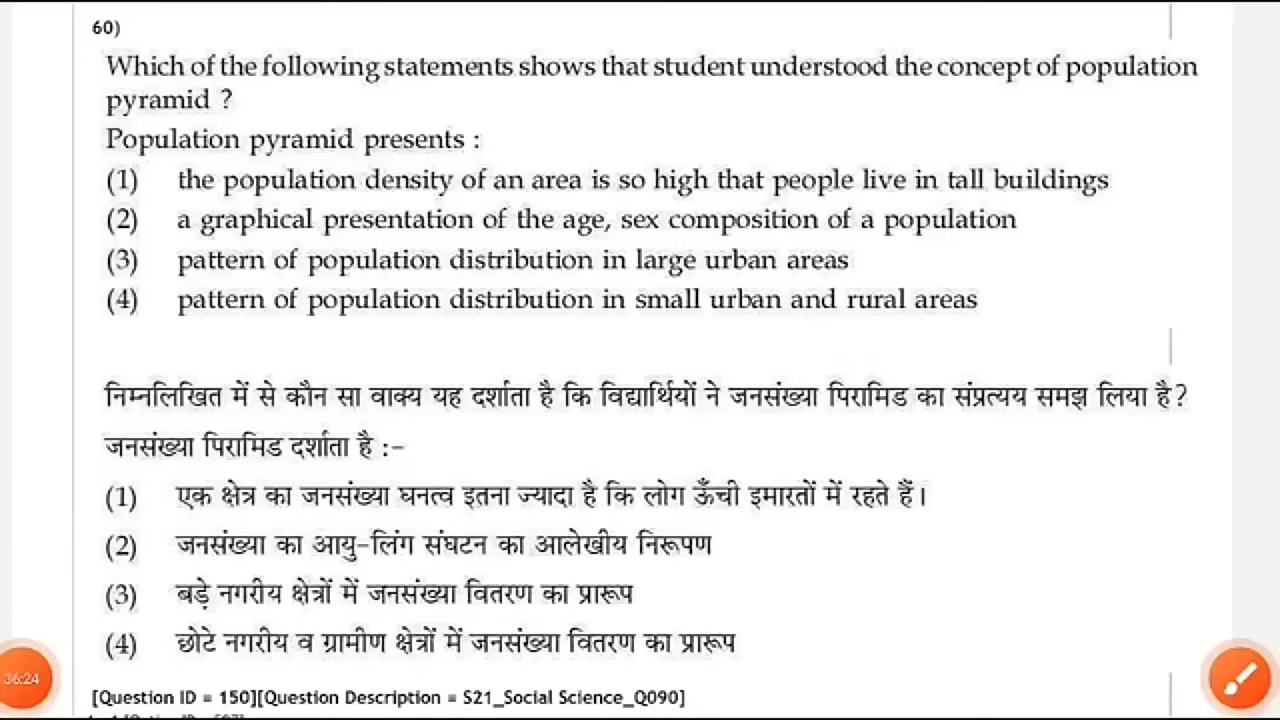 60)
Which of the following statements shows that student understood the concept of population
pyramid ?
Population pyramid presents :
(1) the population density of an area is so high that people live in tall buildings
(2) a graphical presentation of the age, sex composition of a population
(3) pattern of population distribution in large urban areas
(4) pattern of population distribution in small urban and rural areas
निम्नलिखित में से कौन सा वाक्य यह दर्शाता है कि विद्यार्थियों ने जनसंख्या पिरामिड का संप्रत्यय समझ लिया है?
जनसंख्या पिरामिड दर्शाता है :-
(1) एक क्षेत्र का जनसंख्या घनत्व इतना ज्यादा है कि लोग ऊँची इमारतों में रहते हैं।
(2) जनसंख्या का आयु-लिंग संघटन का आलेखीय निरूपण
(3) बड़े नगरीय क्षेत्रों में जनसंख्या वितरण का प्रारूप
(4) छोटे नगरीय व ग्रामीण क्षेत्रों में जनसंख्या वितरण का प्रारूप
36:24
[Question ID = 150][Question Description = S21_Social Science_Q090]